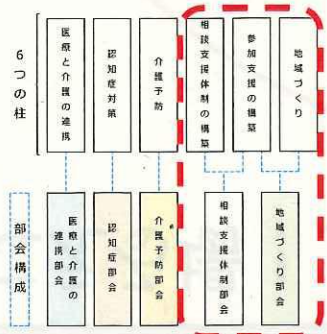 6つの柱
医療と介護の連携
認知症対策
介護予防
相談支援体制の構築
参加支援の構築
地域づくり
部会構成
医療と介護の
連携部会
認知症部会
介護予防部会
相談支援体制部会
地域づくり部会